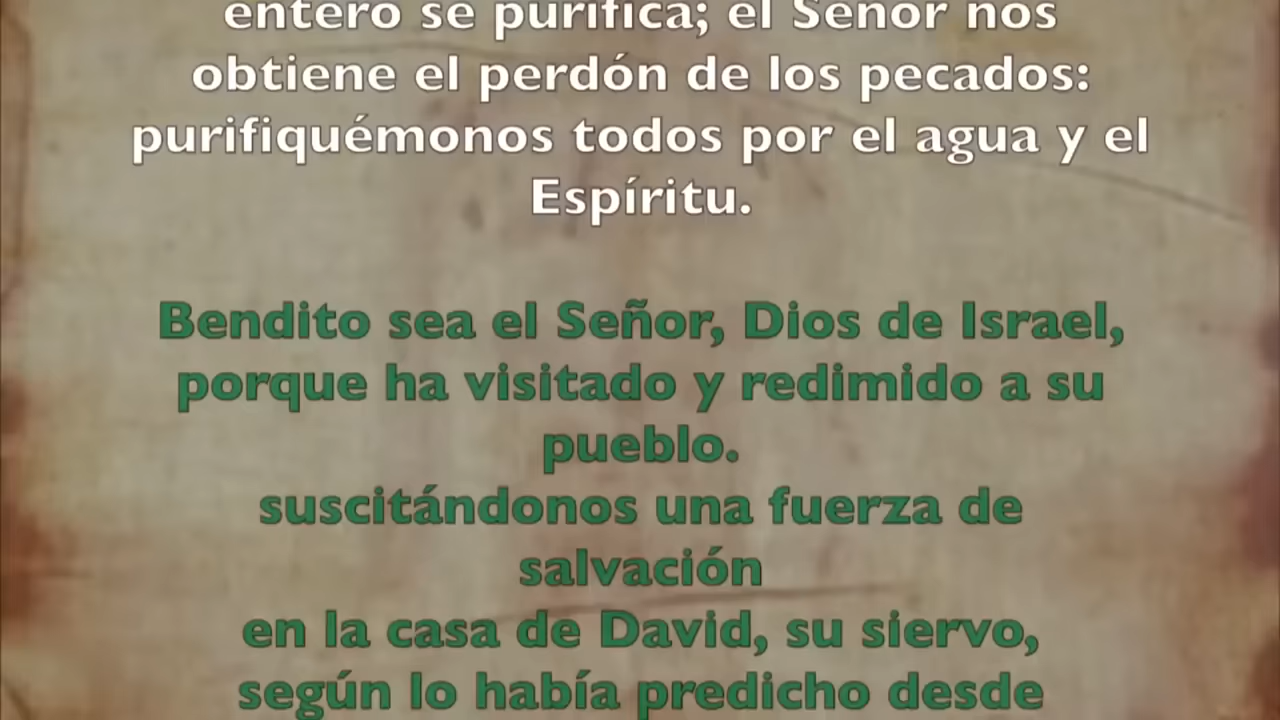 entero se purifica; el Señor nos
obtiene el perdón de los pecados:
purifiquémonos todos por el agua y el
Espíritu.
Bendito sea el Señor, Dios de Israel,
porque ha visitado y redimido a su
pueblo.
suscitándonos una fuerza de
salvación
en la casa de David, su siervo,
según lo había predicho desde